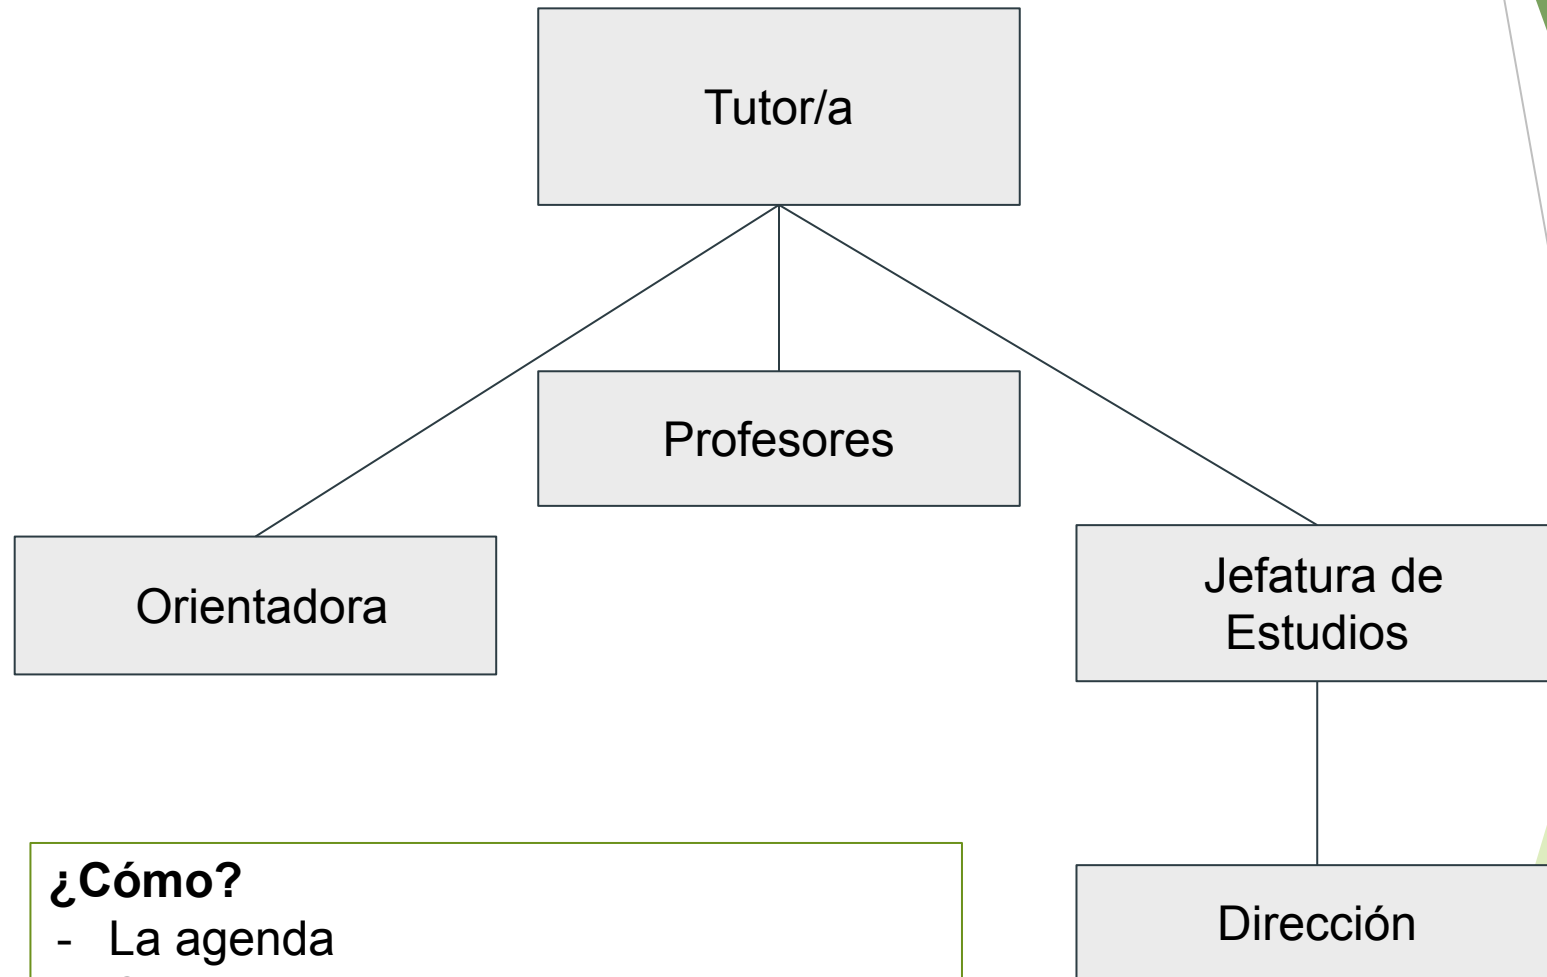 Tutor/a
Profesores
Orientadora
Jefatura de
Estudios
¿Cómo?
- La agenda
Dirección